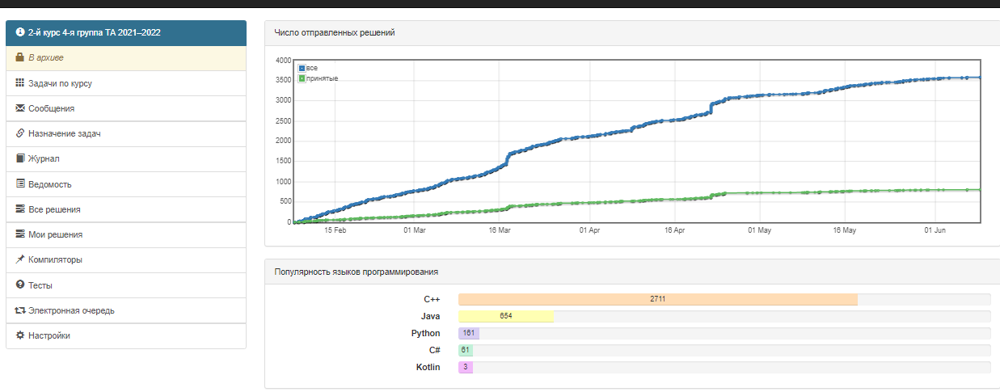 2-й курс 4-я группа ТА 2021–2022
В архиве
Задачи по курсу
Сообщения
Назначение задач
Журнал
Ведомость
Все решения
Мои решения
Компиляторы
Тесты
Электронная очередь
Настройки
Число отправленных решений
все
принятые
4000
3500
3000
2500
2000
1500
1000
500
0
15 Feb 01 Mar 16 Mar 01 Apr 16 Apr 01 May 16 May 01 Jun
Популярность языков программирования
C++ 2711
Java 654
Python 161
C# 61
Kotlin 3